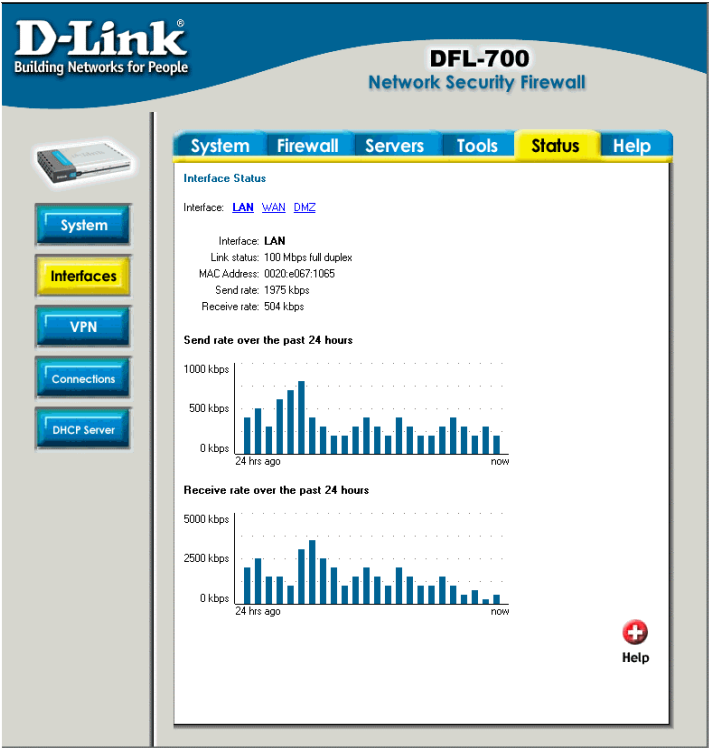 D-Link®
Building Networks for People
DFL-700
Network Security Firewall
System Firewall Servers Tools Status Help
Interface Status
Interface: LAN WAN DMZ
Interface: LAN
Link status: 100 Mbps full duplex
MAC Address: 0020:e067:1065
Send rate: 1975 kbps
Receive rate: 504 kbps
System
Interfaces
VPN
Connections
DHCP Server
Send rate over the past 24 hours
1000 kbps
500 kbps
0 kbps
24 hrs ago now
Receive rate over the past 24 hours
5000 kbps
2500 kbps
0 kbps
24 hrs ago now
Help